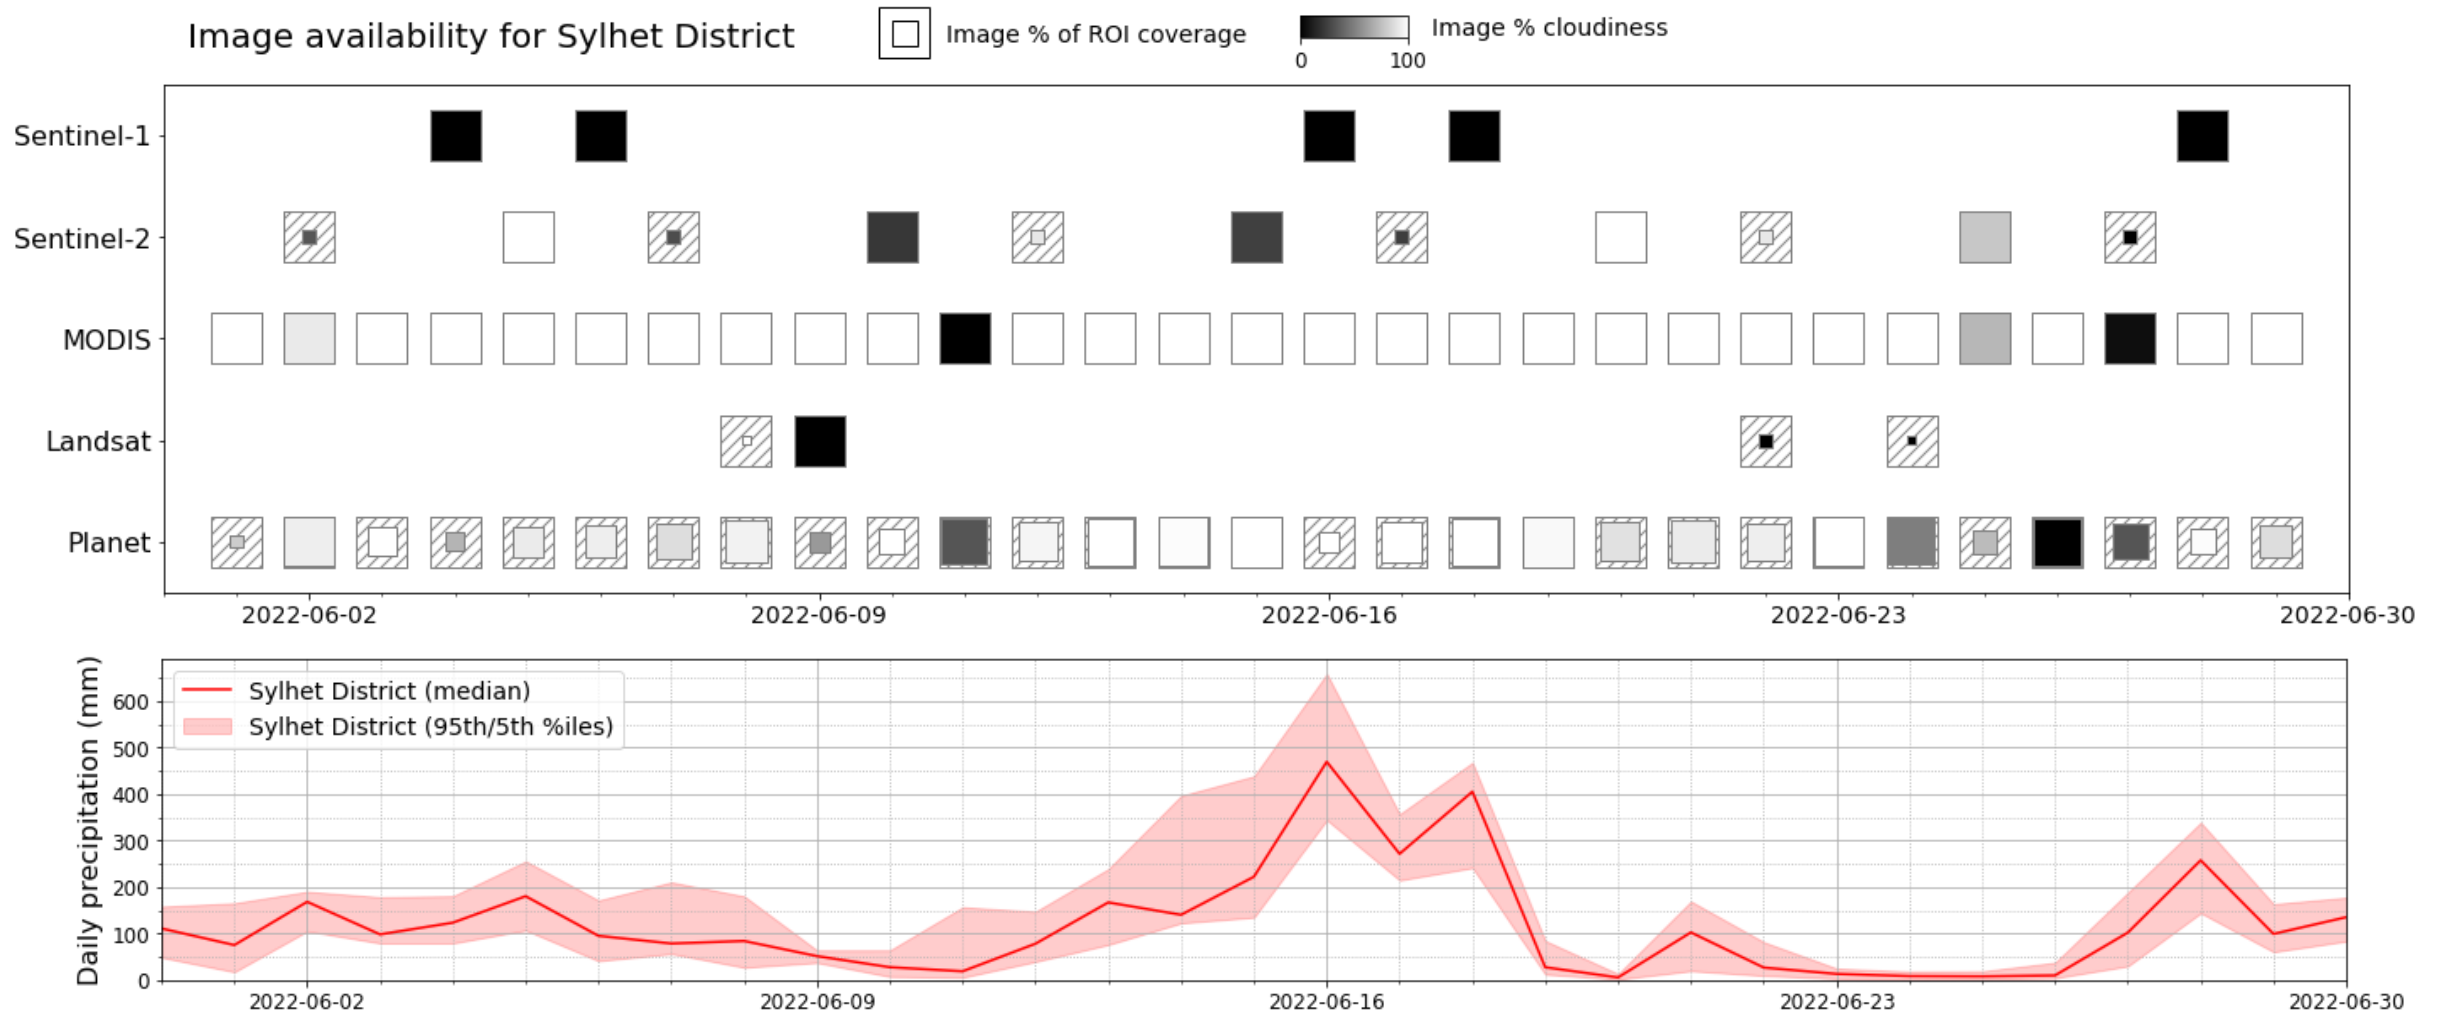 Image availability for Sylhet District
Image % of ROI coverage
Image % cloudiness
0 100
Sentinel-1
Sentinel-2
MODIS
Landsat
Planet
2022-06-02 2022-06-09 2022-06-16 2022-06-23 2022-06-30
Daily precipitation (mm)
Sylhet District (median)
Sylhet District (95th/5th %iles)
600
500
400
300
200
100
0
2022-06-02 2022-06-09 2022-06-16 2022-06-23 2022-06-30